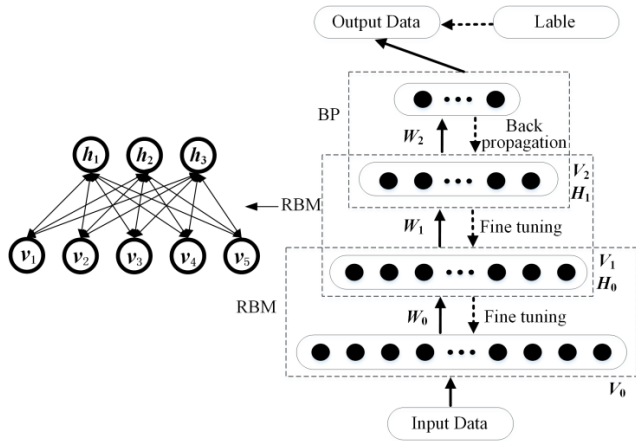 Output Data
Lable
BP
W₂
Back
propagation
h₁ h₂ h₃
V₂
H₁
RBM
W₁
Fine tuning
v₁ v₂ v₃ v₄ v₅
V₁
H₀
RBM
W₀
Fine tuning
V₀
Input Data